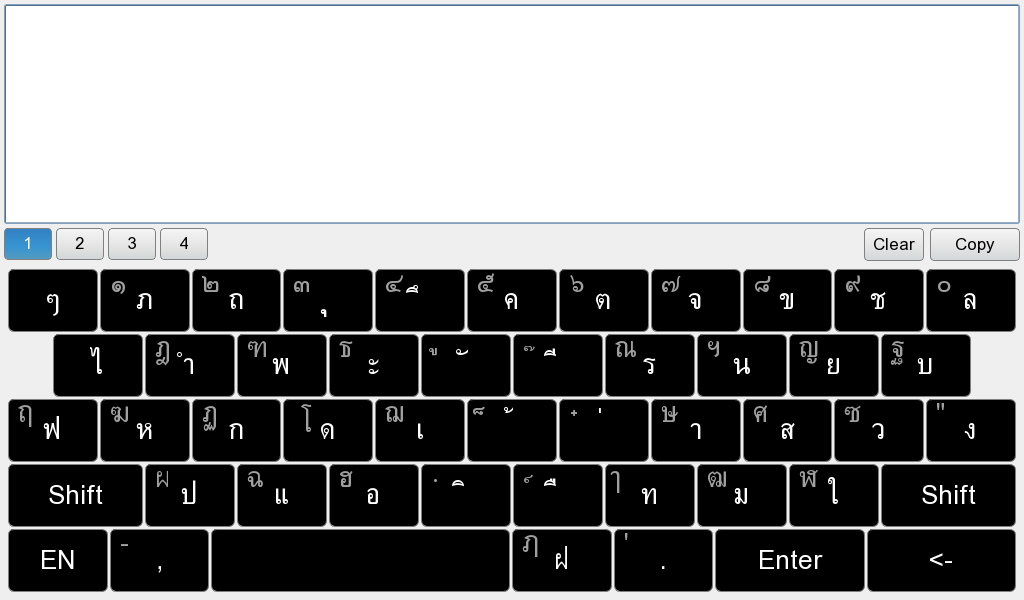 1 2 3 4 Clear Copy
ๆ ๑ ภ ๒ ถ ๓ ุ ๔ ึ ๕ ค ๖ ต ๗ จ ๘ ข ๙ ช ๐ ล
ไ ฎ ำ ฑ พ ธ ะ ู ั ๊ ี ณ ร ฯ น ญ ย ฐ บ
ฤ ฟ ฆ ห ฏ ก โ ด ฌ เ ็ ้ ๋ ่ ษ า ศ ส ซ ว " ง
Shift ผ ป ฉ แ ฮ อ ฺ ิ ์ ื ๅ ท ฒ ม ฬ ใ Shift
EN - , ฦ ฝ ' . Enter <-